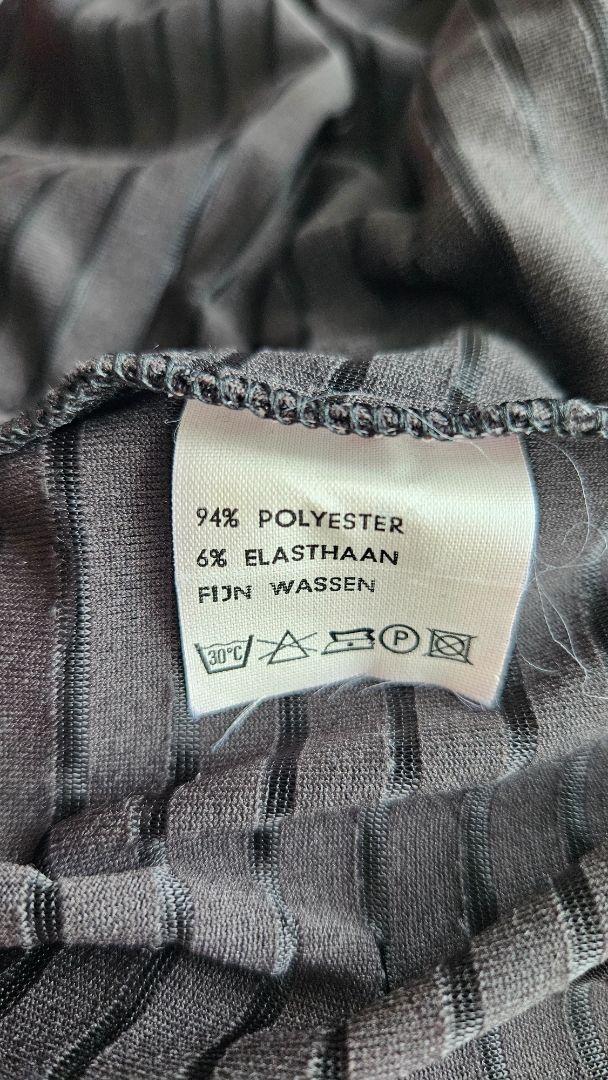 94% POLYESTER
6% ELASTHAAN
FIJN WASSEN
30°C P